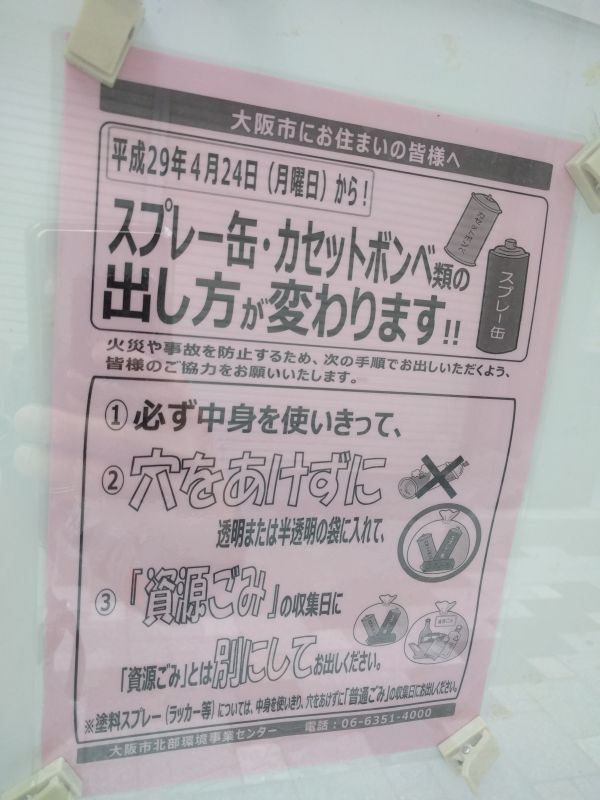 大阪市にお住まいの皆様へ
平成29年4月24日（月曜日）から！
スプレー缶・カセットボンベ類の
出し方が変わります!!
カセットボンベ
スプレー缶
火災や事故を防止するため、次の手順でお出しいただくよう、
皆様のご協力をお願いいたします。
①必ず中身を使いきって、
②穴をあけずに
透明または半透明の袋に入れて、
③「資源ごみ」の収集日に
「資源ごみ」とは別にしてお出しください。
※塗料スプレー（ラッカー等）については、中身を使いきり、穴をあけずに「普通ごみ」の収集日にお出しください。
大阪市北部環境事業センター　電話：06-6351-4000